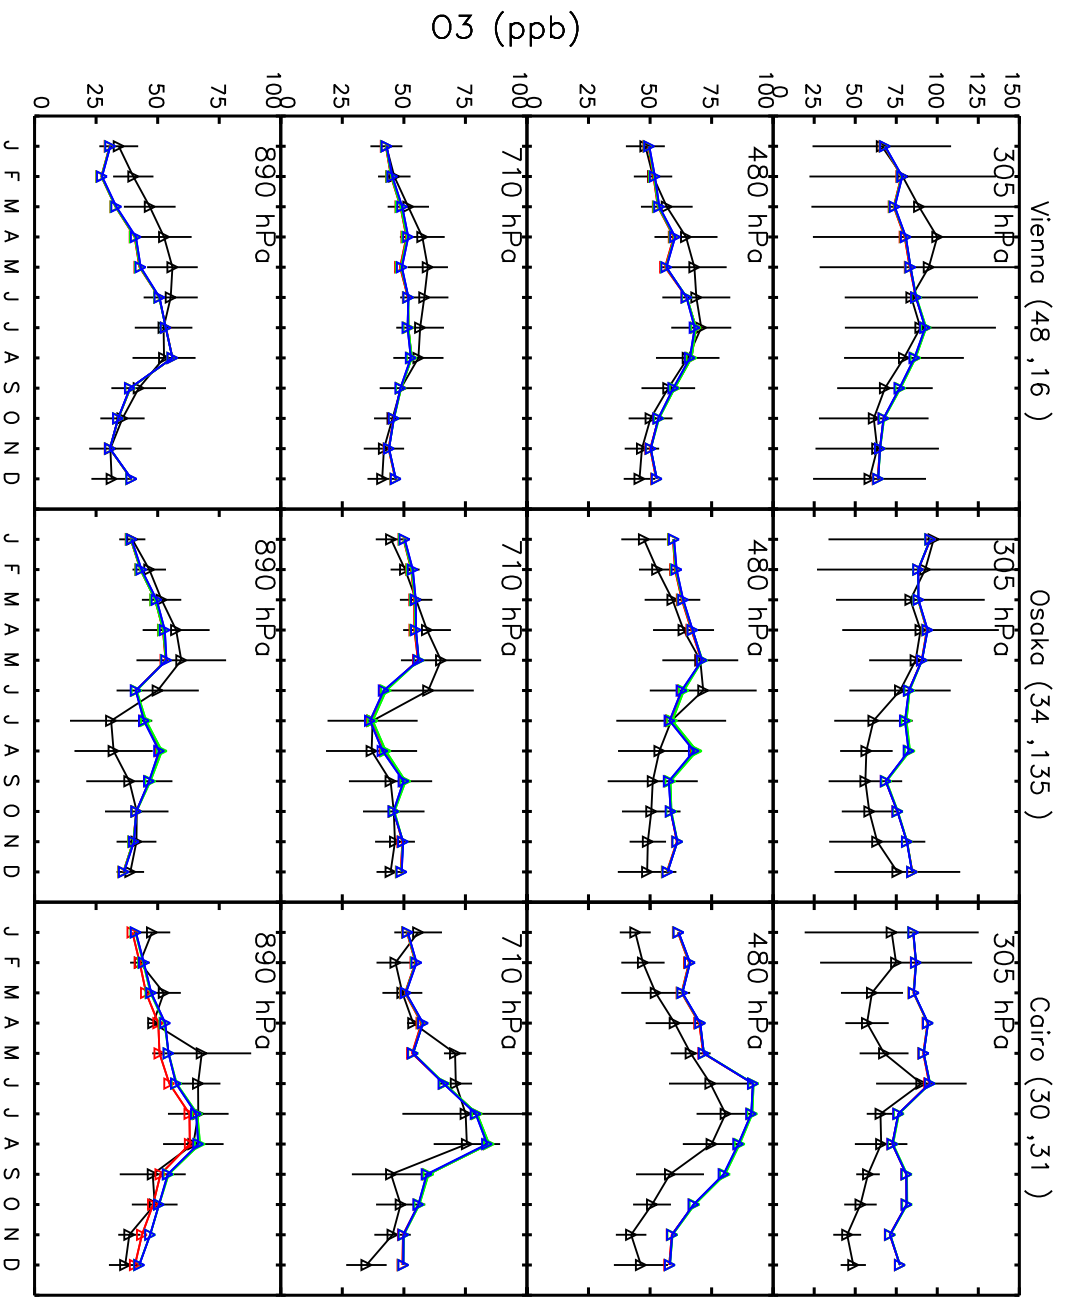 Vienna (48 ,16 )
Osaka (34 ,135 )
Cairo (30 ,31 )
O3 (ppb)
305 hPa
305 hPa
305 hPa
150
125
100
75
50
25
0
480 hPa
480 hPa
480 hPa
100
75
50
25
0
710 hPa
710 hPa
710 hPa
100
75
50
25
0
890 hPa
890 hPa
890 hPa
100
75
50
25
0
J F M A M J J A S O N D
J F M A M J J A S O N D
J F M A M J J A S O N D